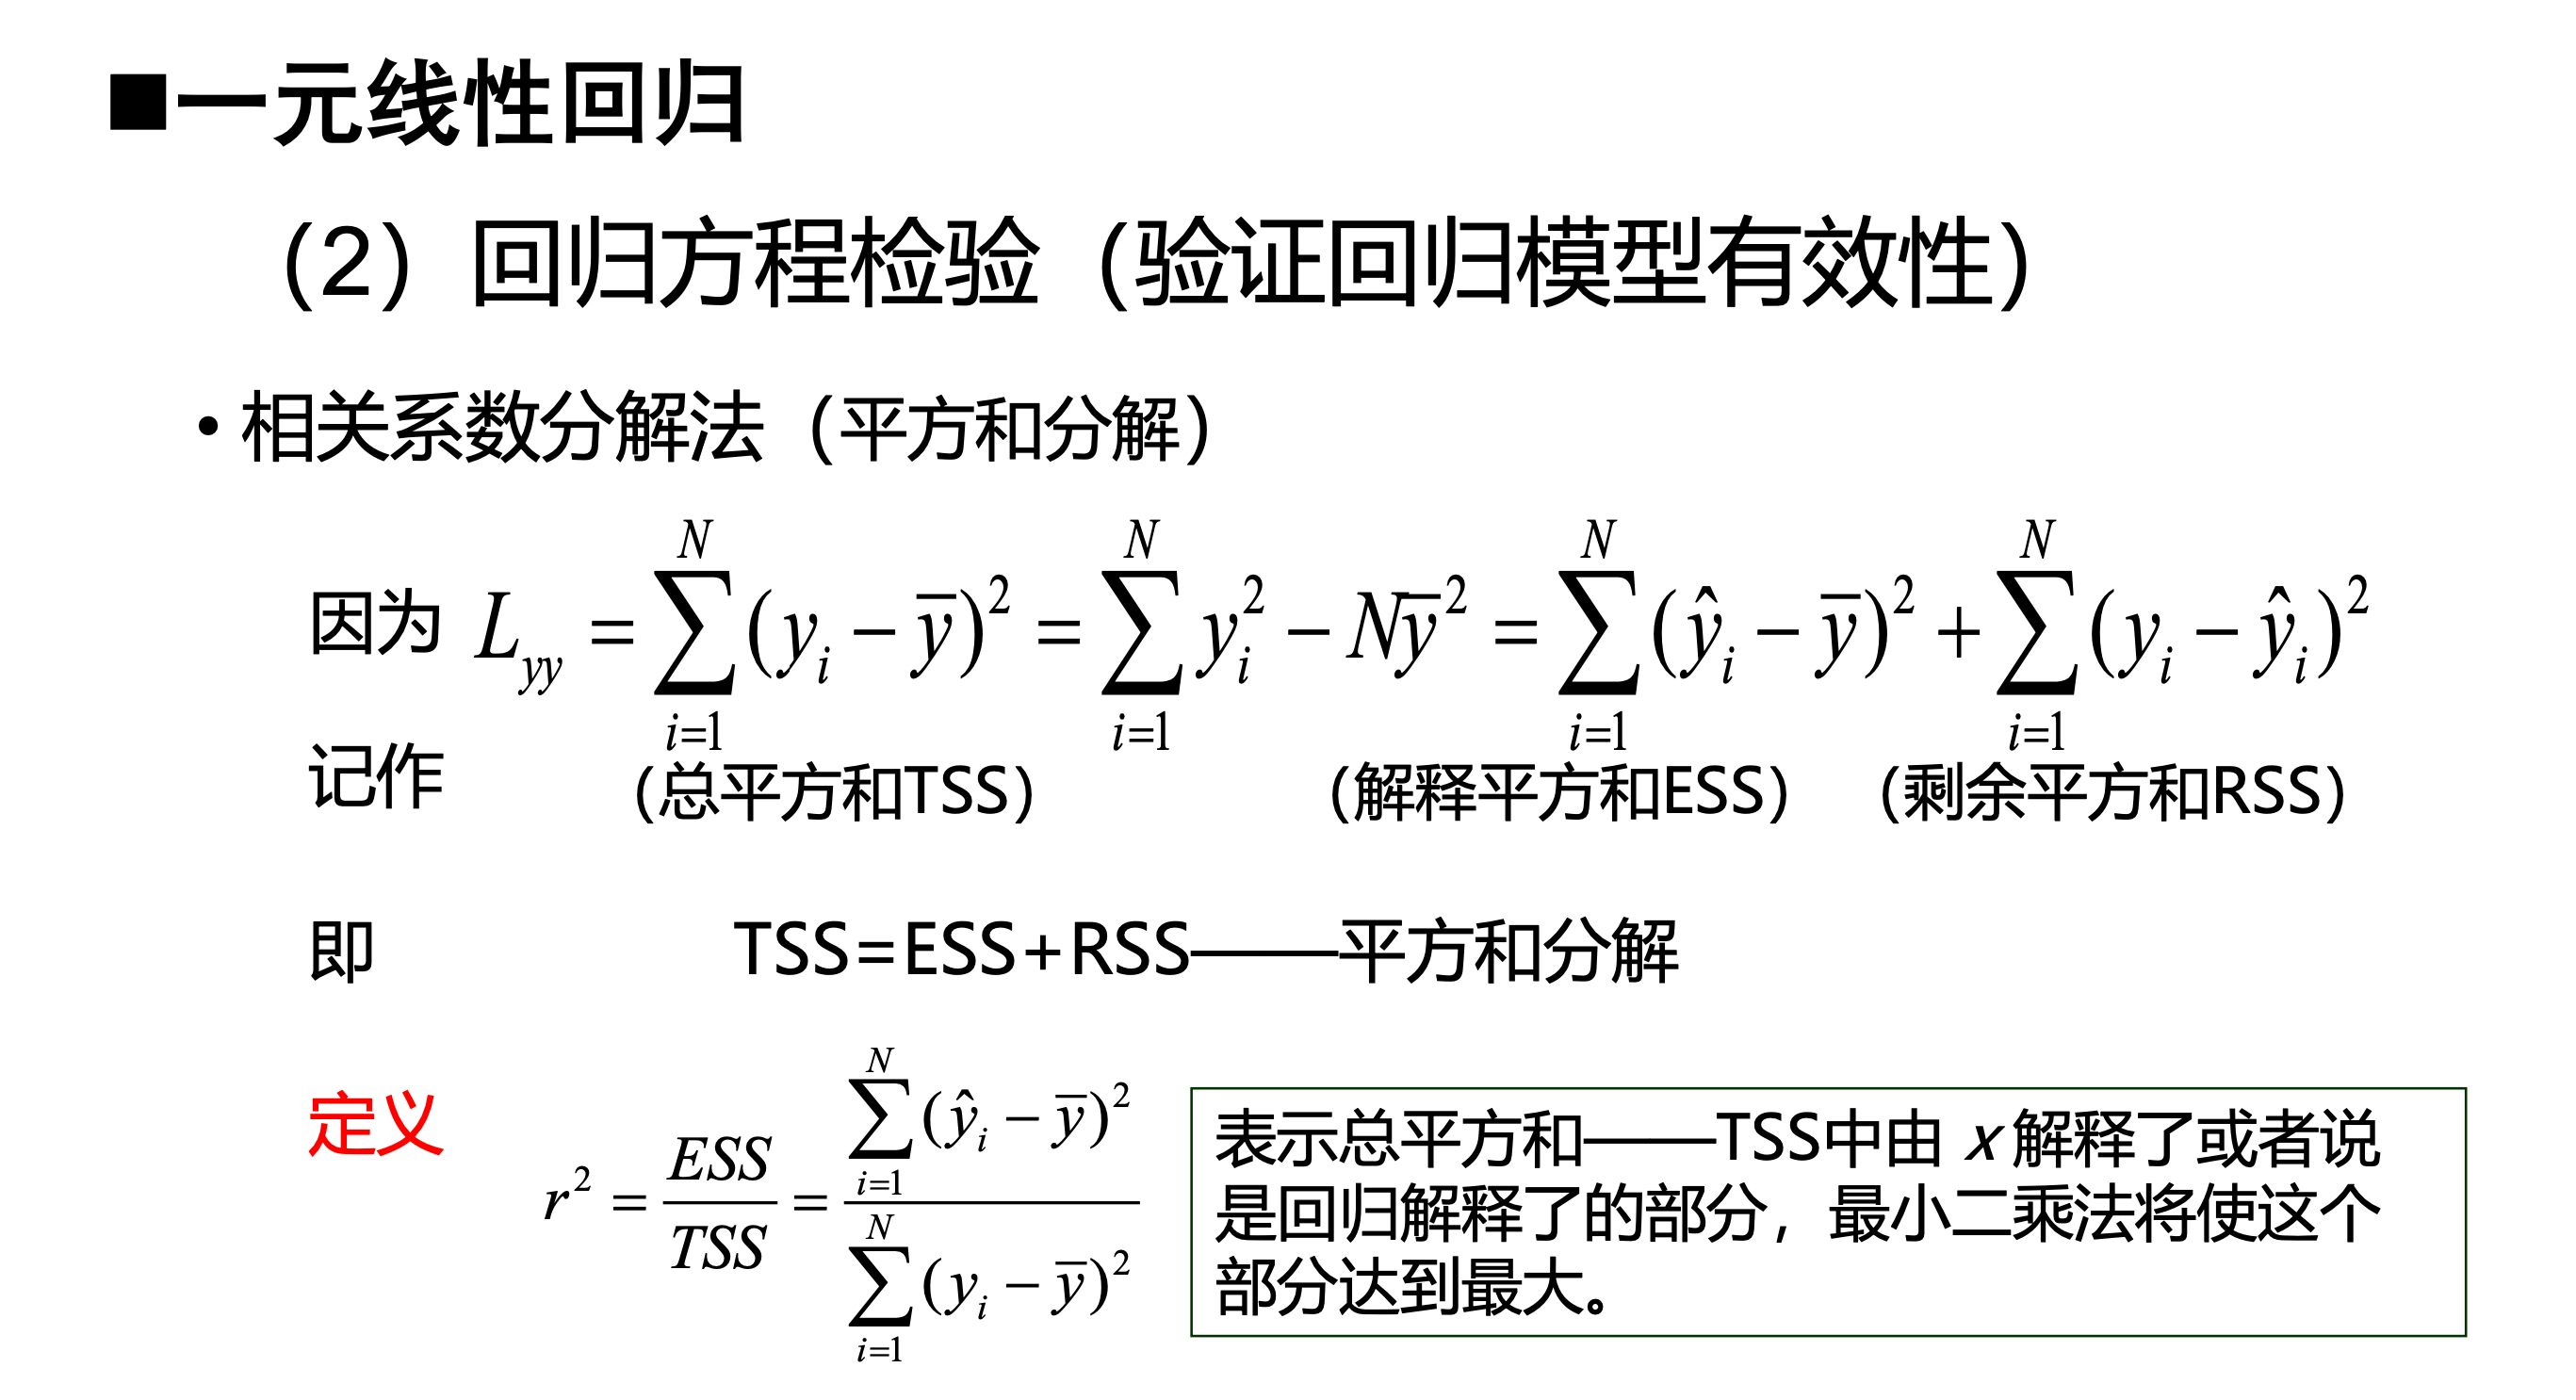 ■一元线性回归
（2）回归方程检验（验证回归模型有效性）
• 相关系数分解法（平方和分解）
因为 $L_{yy} = \sum_{i=1}^{N}(y_i - \overline{y})^2 = \sum_{i=1}^{N} y_i^2 - N\overline{y}^2 = \sum_{i=1}^{N}(\hat{y}_i - \overline{y})^2 + \sum_{i=1}^{N}(y_i - \hat{y}_i)^2$
记作 （总平方和TSS） （解释平方和ESS） （剩余平方和RSS）
即 TSS=ESS+RSS——平方和分解
定义
$r^2 = \frac{ESS}{TSS} = \frac{\sum_{i=1}^{N}(\hat{y}_i - \overline{y})^2}{\sum_{i=1}^{N}(y_i - \overline{y})^2}$
表示总平方和——TSS中由 x 解释了或者说
是回归解释了的部分，最小二乘法将使这个
部分达到最大。